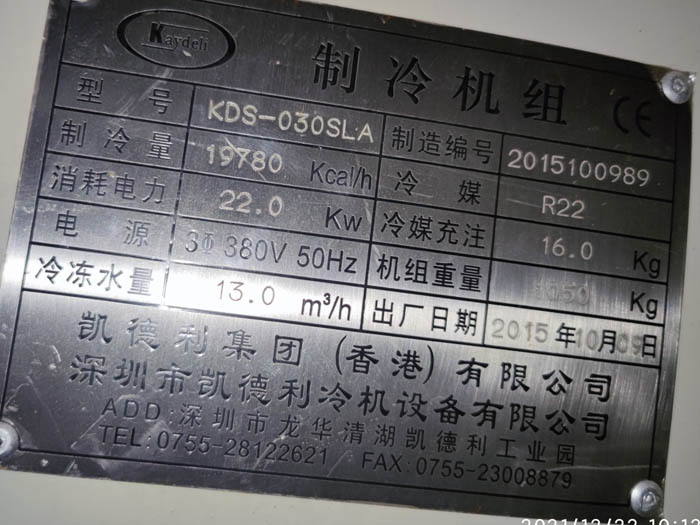 Kaydeli
制冷机组
CE
型号 KDS-030SLA 制造编号 2015100989
制冷量 19780 Kcal/h 冷媒 R22
消耗电力 22.0 Kw 冷媒充注 16.0 Kg
电源 3Φ 380V 50Hz 机组重量 Kg
冷冻水量 13.0 m³/h 出厂日期 2015年10月09日
凯德利集团(香港)有限公司
深圳市凯德利冷机设备有限公司
ADD:深圳市龙华清湖凯德利工业园
TEL:0755-28122621 FAX:0755-23008879